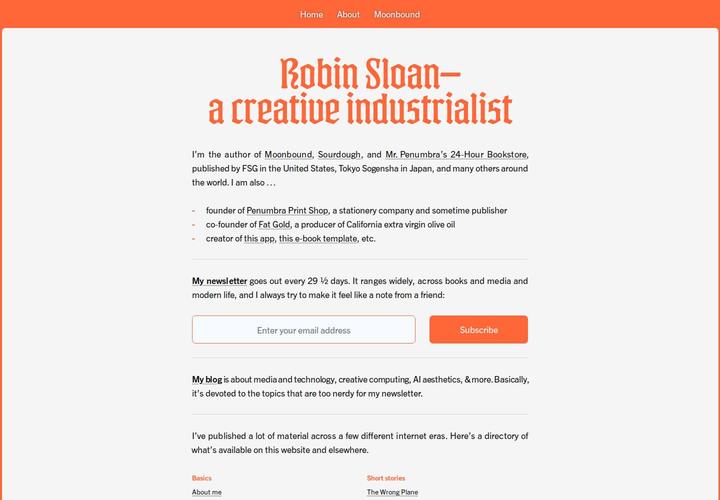 Home About Moonbound
Robin Sloan—
a creative industrialist
I’m the author of Moonbound, Sourdough, and Mr. Penumbra’s 24-Hour Bookstore,
published by FSG in the United States, Tokyo Sogensha in Japan, and many others around
the world. I am also …
- founder of Penumbra Print Shop, a stationery company and sometime publisher
- co-founder of Fat Gold, a producer of California extra virgin olive oil
- creator of this app, this e-book template, etc.
My newsletter goes out every 29 ½ days. It ranges widely, across books and media and
modern life, and I always try to make it feel like a note from a friend:
Enter your email address Subscribe
My blog is about media and technology, creative computing, AI aesthetics, & more. Basically,
it’s devoted to the topics that are too nerdy for my newsletter.
I’ve published a lot of material across a few different internet eras. Here’s a directory of
what’s available on this website and elsewhere.
Basics Short stories
About me The Wrong Plane